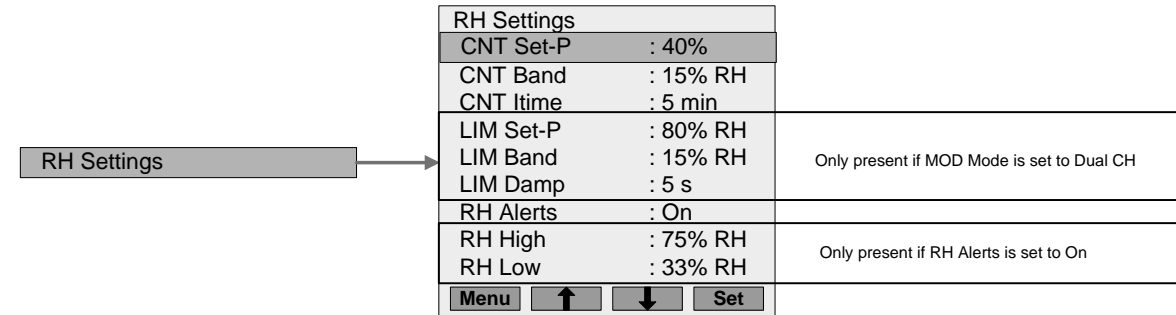 RH Settings
RH Settings
CNT Set-P : 40%
CNT Band : 15% RH
CNT Itime : 5 min
LIM Set-P : 80% RH
LIM Band : 15% RH
LIM Damp : 5 s
Only present if MOD Mode is set to Dual CH
RH Alerts : On
RH High : 75% RH
RH Low : 33% RH
Only present if RH Alerts is set to On
Menu Set